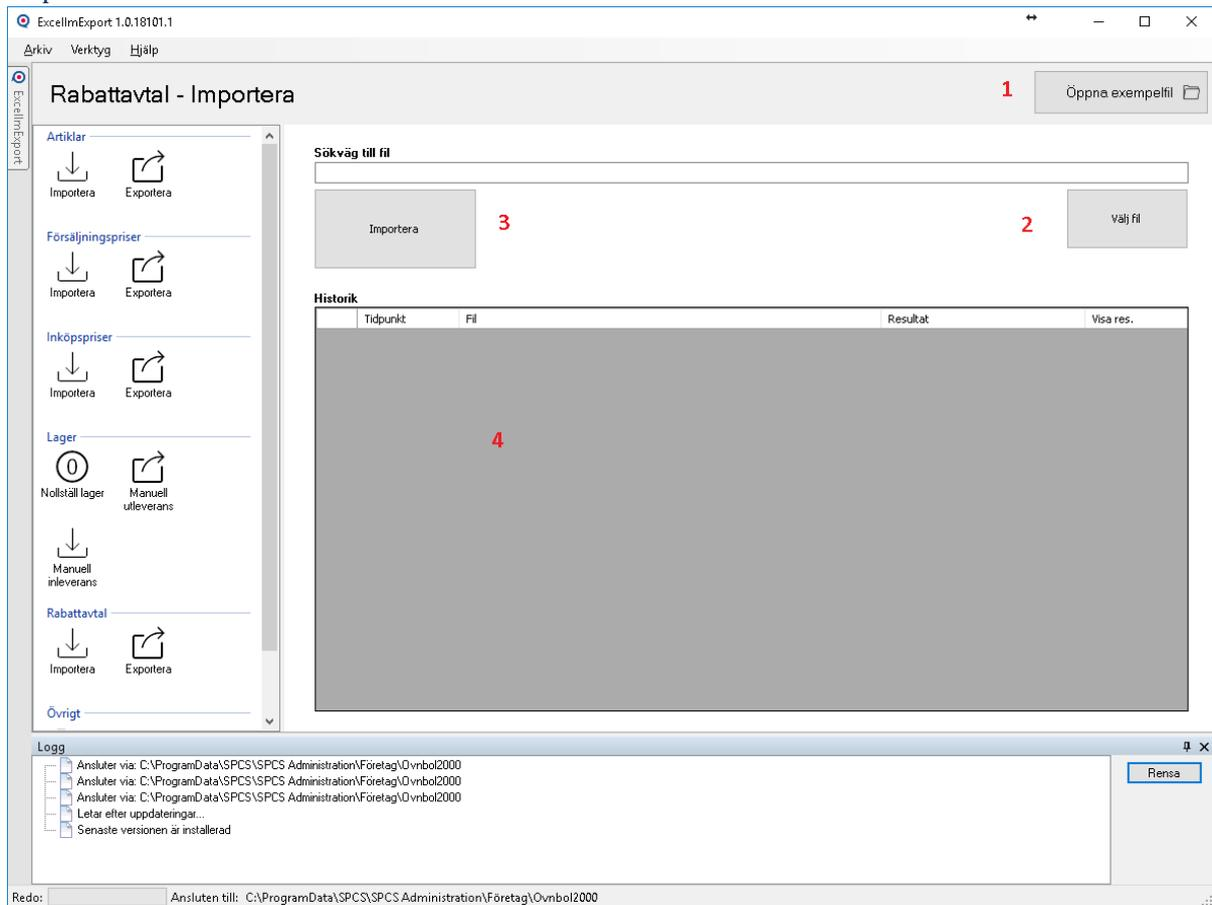 ExcelImExport 1.0.18101.1
Arkiv Verktyg Hjälp
ExcelImExport
Rabattavtal - Importera
1
Öppna exempelfil
Artiklar
Importera Exportera
Försäljningspriser
Importera Exportera
Inköpspriser
Importera Exportera
Lager
0
Nollställ lager Manuell utleverans
Manuell inleverans
Rabattavtal
Importera Exportera
Övrigt
Sökväg till fil
Importera
3
2
Välj fil
Historik
Tidpunkt Fil Resultat Visa res.
4
Logg
Ansluter via: C:\ProgramData\SPCS\SPCS Administration\Företag\Ovnbol2000
Ansluter via: C:\ProgramData\SPCS\SPCS Administration\Företag\Ovnbol2000
Ansluter via: C:\ProgramData\SPCS\SPCS Administration\Företag\Ovnbol2000
Letar efter uppdateringar...
Senaste versionen är installerad
Rensa
Redo: Ansluten till: C:\ProgramData\SPCS\SPCS Administration\Företag\Ovnbol2000